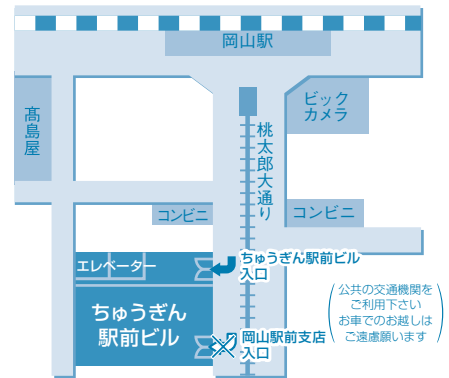 岡山駅
髙島屋
ビック
カメラ
桃太郎大通り
コンビニ
コンビニ
エレベーター
ちゅうぎん駅前ビル
入口
ちゅうぎん
駅前ビル
岡山駅前支店
入口
公共の交通機関を
ご利用下さい
お車でのお越しは
ご遠慮願います